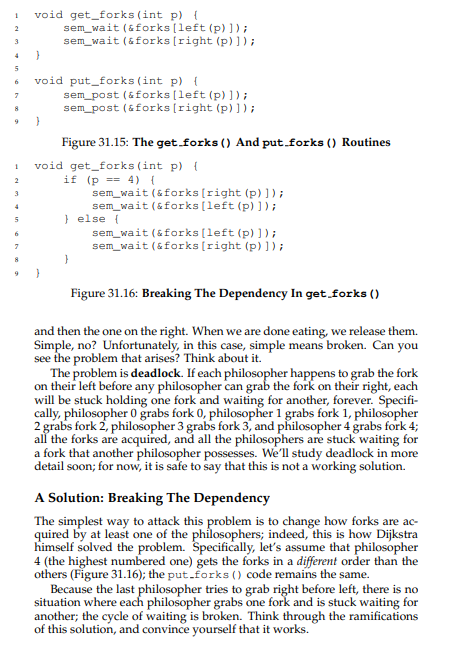 1 void get_forks(int p) {
2 sem_wait(&forks[left(p)]);
3 sem_wait(&forks[right(p)]);
4 }
5
6 void put_forks(int p) {
7 sem_post(&forks[left(p)]);
8 sem_post(&forks[right(p)]);
9 }
Figure 31.15: The get_forks() And put_forks() Routines
1 void get_forks(int p) {
2 if (p == 4) {
3 sem_wait(&forks[right(p)]);
4 sem_wait(&forks[left(p)]);
5 } else {
6 sem_wait(&forks[left(p)]);
7 sem_wait(&forks[right(p)]);
8 }
9 }
Figure 31.16: Breaking The Dependency In get_forks()
and then the one on the right. When we are done eating, we release them.
Simple, no? Unfortunately, in this case, simple means broken. Can you
see the problem that arises? Think about it.
The problem is deadlock. If each philosopher happens to grab the fork
on their left before any philosopher can grab the fork on their right, each
will be stuck holding one fork and waiting for another, forever. Specifi-
cally, philosopher 0 grabs fork 0, philosopher 1 grabs fork 1, philosopher
2 grabs fork 2, philosopher 3 grabs fork 3, and philosopher 4 grabs fork 4;
all the forks are acquired, and all the philosophers are stuck waiting for
a fork that another philosopher possesses. We'll study deadlock in more
detail soon; for now, it is safe to say that this is not a working solution.
A Solution: Breaking The Dependency
The simplest way to attack this problem is to change how forks are ac-
quired by at least one of the philosophers; indeed, this is how Dijkstra
himself solved the problem. Specifically, let's assume that philosopher
4 (the highest numbered one) gets the forks in a different order than the
others (Figure 31.16); the put_forks() code remains the same.
Because the last philosopher tries to grab right before left, there is no
situation where each philosopher grabs one fork and is stuck waiting for
another; the cycle of waiting is broken. Think through the ramifications
of this solution, and convince yourself that it works.